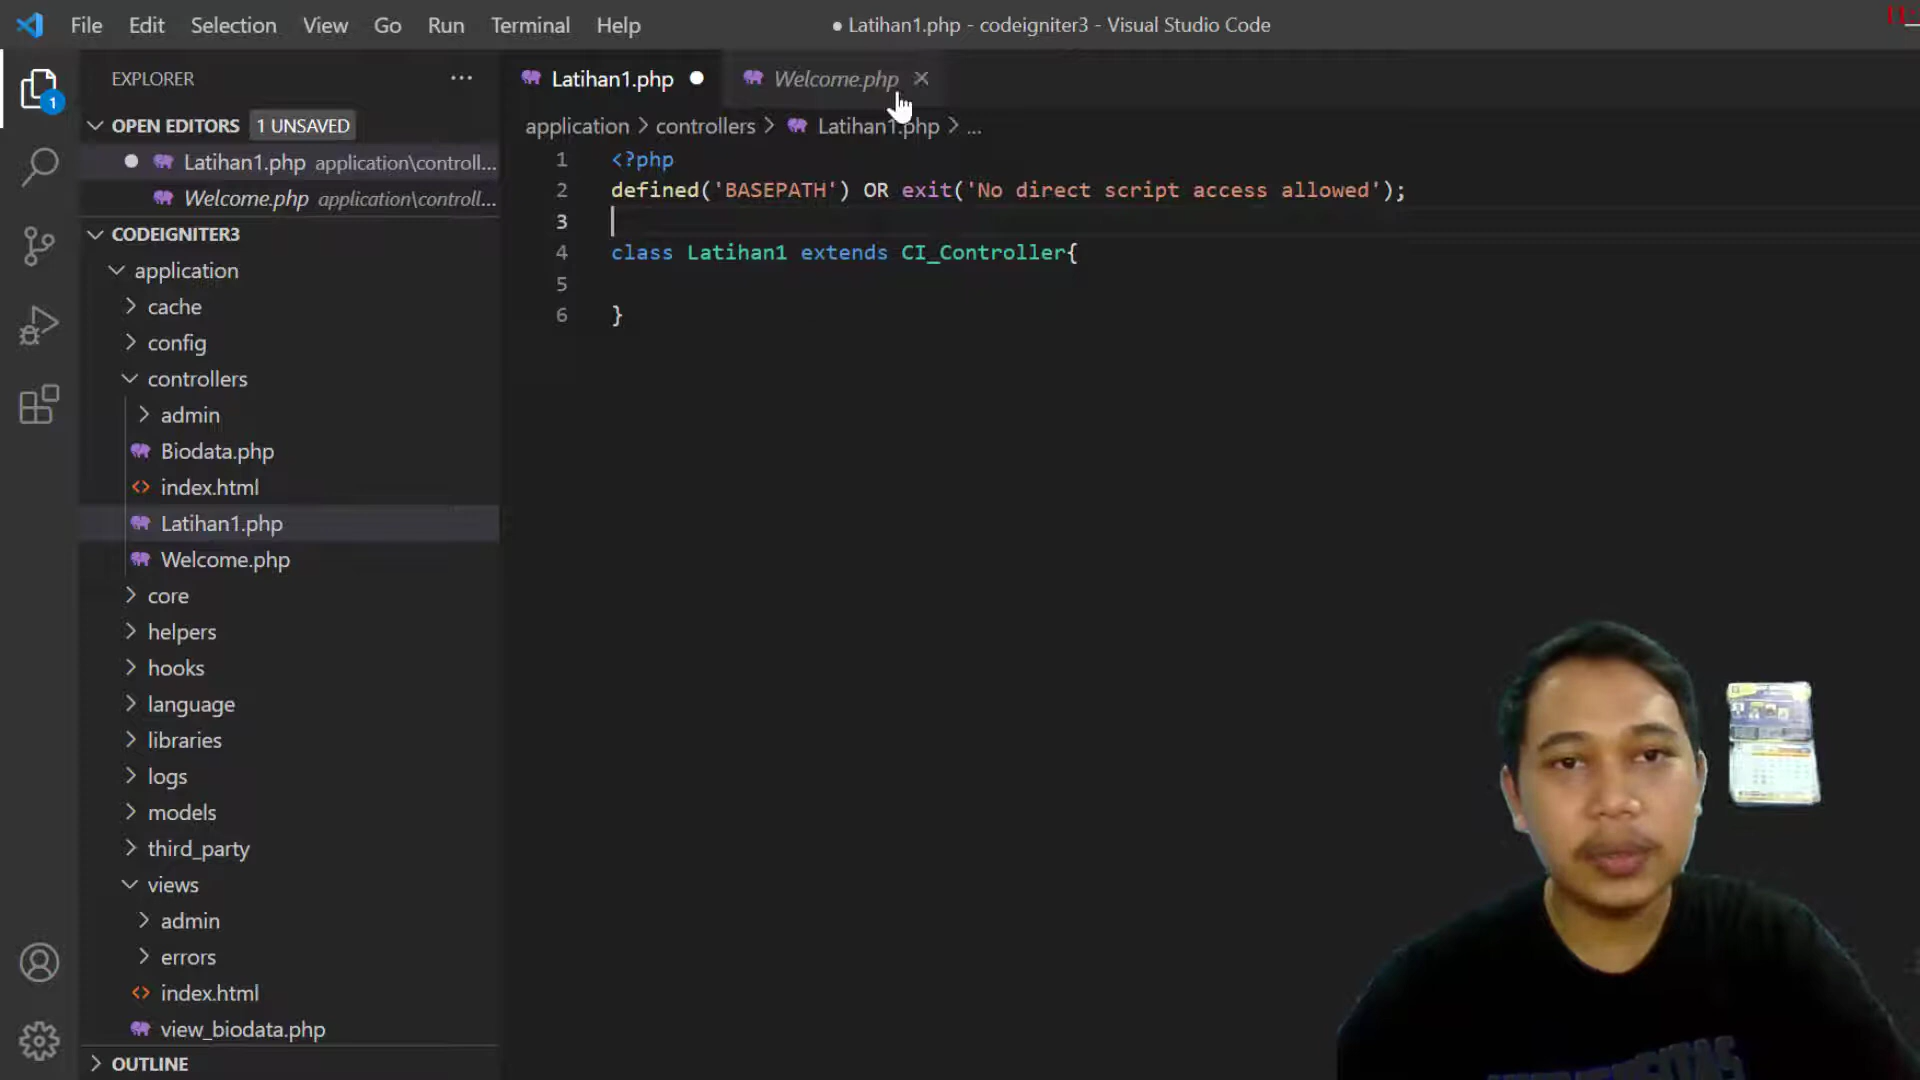 File Edit Selection View Go Run Terminal Help
● Latihan1.php - codeigniter3 - Visual Studio Code
EXPLORER
1
OPEN EDITORS 1 UNSAVED
Latihan1.php application\controll...
Welcome.php application\controll...
CODEIGNITER3
application
cache
config
controllers
admin
Biodata.php
index.html
Latihan1.php
Welcome.php
core
helpers
hooks
language
libraries
logs
models
third_party
views
admin
errors
index.html
view_biodata.php
OUTLINE
Latihan1.php
Welcome.php
application > controllers > Latihan1.php > ...
1 <?php
2 defined('BASEPATH') OR exit('No direct script access allowed');
3
4 class Latihan1 extends CI_Controller{
5
6 }